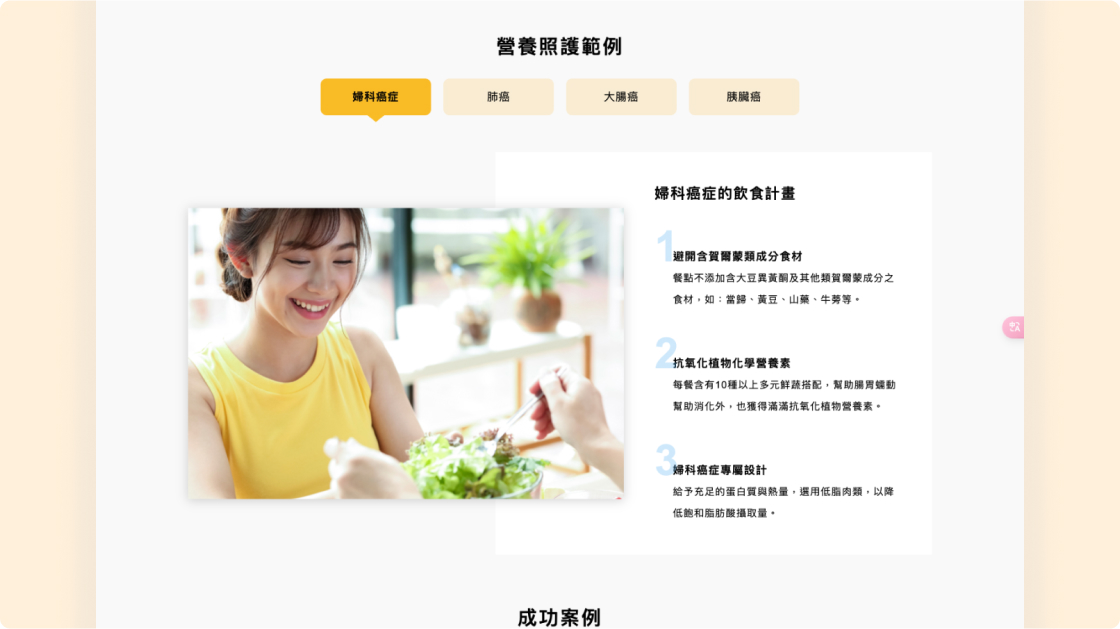 營養照護範例
婦科癌症
肺癌
大腸癌
胰臟癌
婦科癌症的飲食計畫
1
避開含賀爾蒙類成分食材
餐點不添加含大豆異黃酮及其他類賀爾蒙成分之
食材，如：當歸、黃豆、山藥、牛蒡等。
2
抗氧化植物化學營養素
每餐含有10種以上多元鮮蔬搭配，幫助腸胃蠕動
幫助消化外，也獲得滿滿抗氧化植物營養素。
3
婦科癌症專屬設計
給予充足的蛋白質與熱量，選用低脂肉類，以降
低飽和脂肪酸攝取量。
成功案例